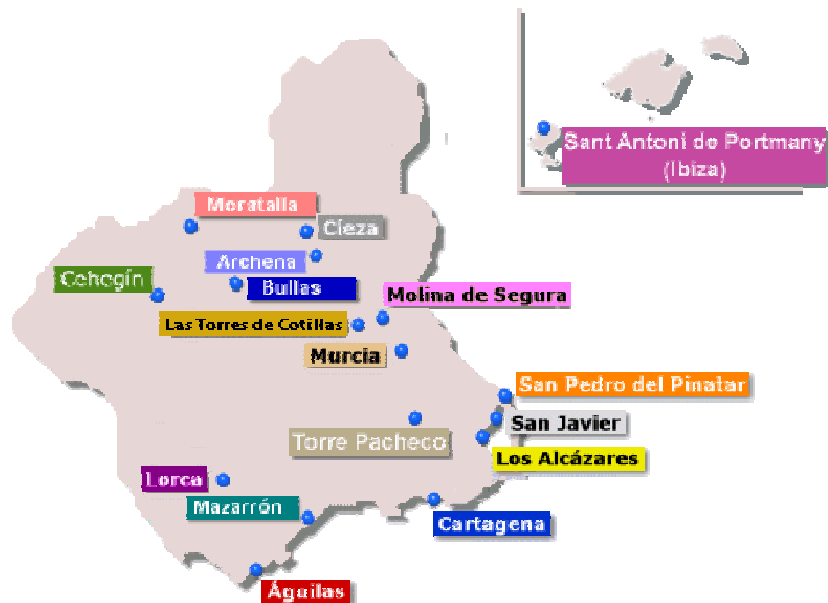 Sant Antoni de Portmany
(Ibiza)
Moratalla
Cieza
Archena
Cehegín
Bullas
Molina de Segura
Las Torres de Cotillas
Murcia
San Pedro del Pinatar
San Javier
Torre Pacheco
Los Alcázares
Lorca
Mazarrón
Cartagena
Águilas